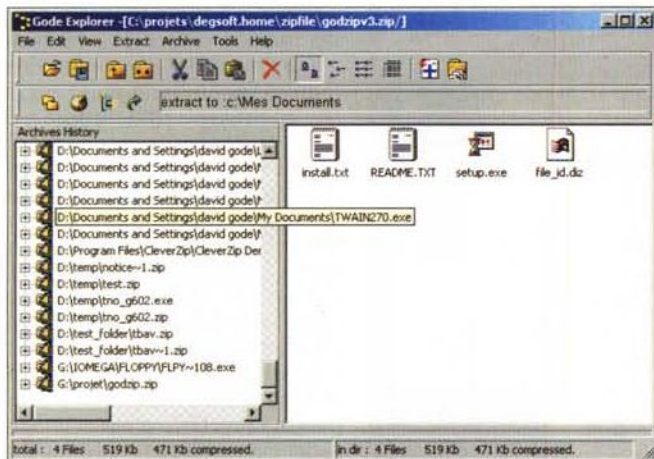 Gode Explorer -[C:\projets\degsoft.home\zipfile\godzipv3.zip/]
File Edit View Extract Archive Tools Help
extract to :c:\Mes Documents
Archives History
D:\Documents and Settings\david gode\
D:\Documents and Settings\david gode\
D:\Documents and Settings\david gode\
D:\Documents and Settings\david gode\
D:\Documents and Settings\david gode\My Documents\TWAIN270.exe
D:\Documents and Settings\david gode\
D:\Program Files\CleverZip\CleverZip Der
D:\temp\notice~1.zip
D:\temp\test.zip
D:\temp\tno_g602.exe
D:\temp\tno_g602.zip
D:\test_folder\tbav.zip
D:\test_folder\tbav~1.zip
G:\IOMEGA\FLOPPY\FLPY~108.exe
G:\projet\godzip.zip
install.txt
README.TXT
setup.exe
file_id.diz
total : 4 Files 519 Kb 471 Kb compressed.
in dir : 4 Files 519 Kb 471 Kb compressed.